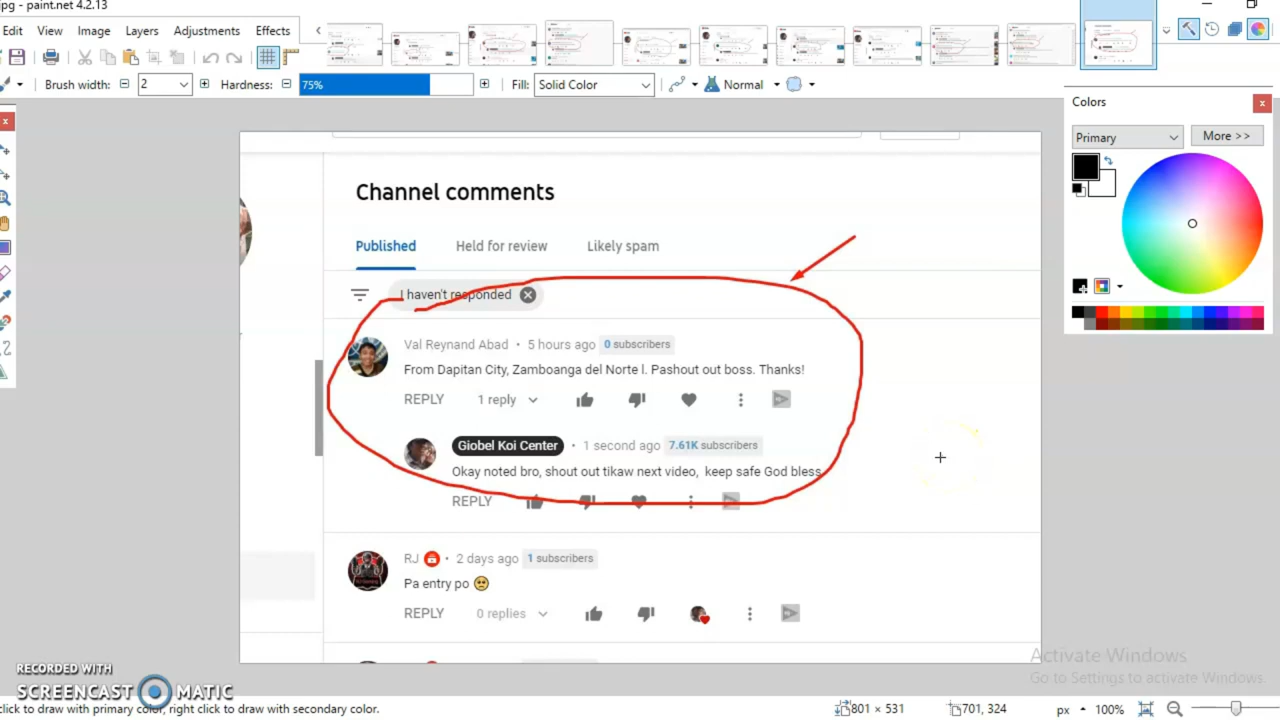 ipg - paint.net 4.2.13
Edit View Image Layers Adjustments Effects
Brush width: 2 Hardness: 75% Fill: Solid Color Normal
Colors
Primary More >>
Channel comments
Published Held for review Likely spam
I haven't responded
Val Reynand Abad • 5 hours ago 0 subscribers
From Dapitan City, Zamboanga del Norte l. Pashout out boss. Thanks!
REPLY 1 reply
Giobel Koi Center • 1 second ago 7.61K subscribers
Okay noted bro, shout out tikaw next video, keep safe God bless
REPLY
RJ • 2 days ago 1 subscribers
Pa entry po 🥺
REPLY 0 replies
Activate Windows
Go to Settings to activate Windows.
RECORDED WITH
SCREENCAST MATIC
click to draw with primary color, right click to draw with secondary color. 801 × 531 701, 324 px 100%